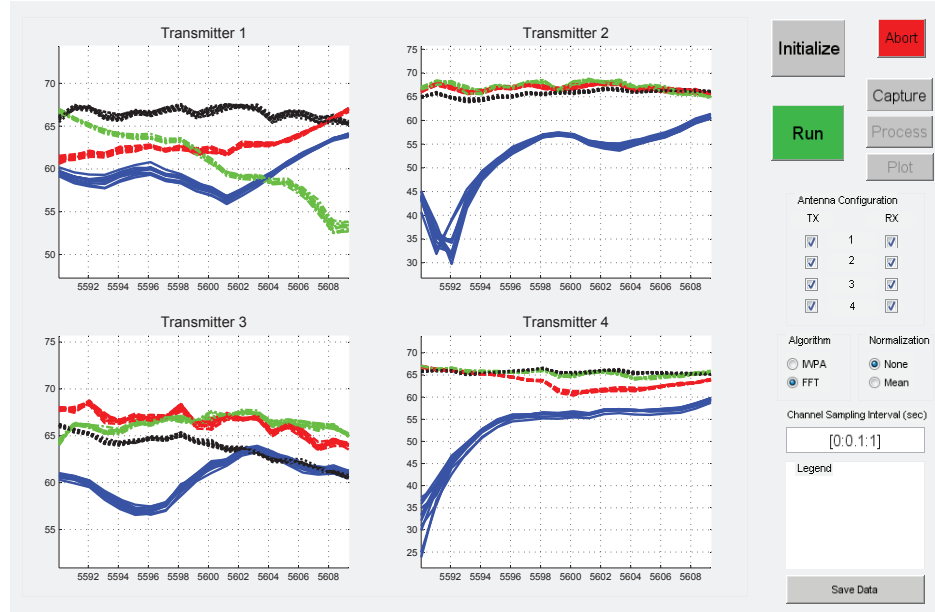 Transmitter 1
70
65
60
55
50
5592 5594 5596 5598 5600 5602 5604 5606 5608
Transmitter 2
75
70
65
60
55
50
45
40
35
30
5592 5594 5596 5598 5600 5602 5604 5606 5608
Transmitter 3
75
70
65
60
55
5592 5594 5596 5598 5600 5602 5604 5606 5608
Transmitter 4
70
65
60
55
50
45
40
35
30
25
5592 5594 5596 5598 5600 5602 5604 5606 5608
Initialize
Abort
Run
Capture
Process
Plot
Antenna Configuration
TX RX
1
2
3
4
Algorithm
IWPA
FFT
Normalization
None
Mean
Channel Sampling Interval (sec)
[0:0.1:1]
Legend
Save Data